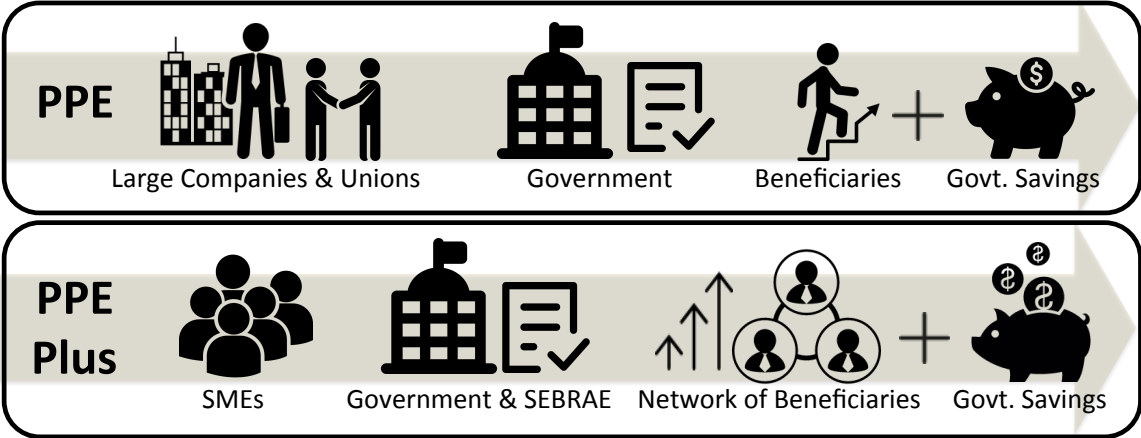 PPE
Large Companies & Unions
Government
Beneficiaries
Govt. Savings
$
PPE
Plus
SMEs
Government & SEBRAE
Network of Beneficiaries
Govt. Savings
$
$
$